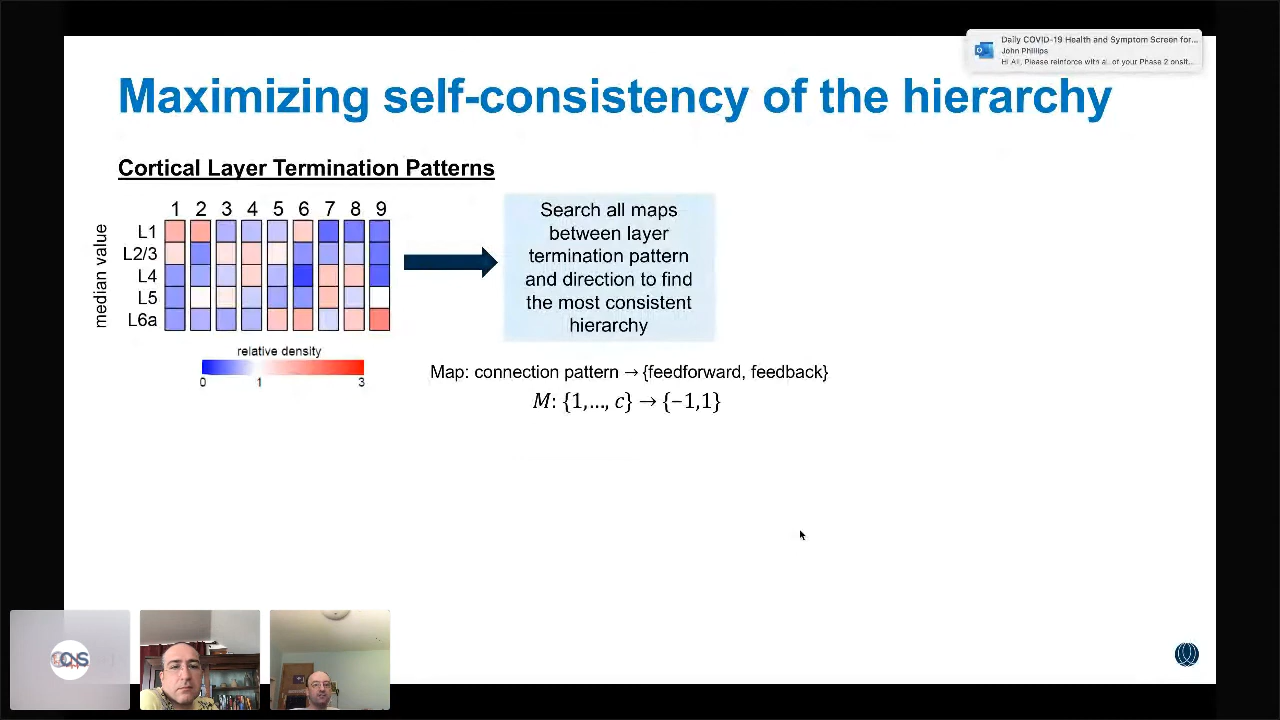 Daily COVID-19 Health and Symptom Screen for...
John Phillips
Hi All, Please reinforce with all of your Phase 2 onsit...
Maximizing self-consistency of the hierarchy
Cortical Layer Termination Patterns
1 2 3 4 5 6 7 8 9
median value
L1
L2/3
L4
L5
L6a
relative density
0 1 3
Search all maps
between layer
termination pattern
and direction to find
the most consistent
hierarchy
Map: connection pattern → {feedforward, feedback}
M: {1,..., c} → {−1,1}